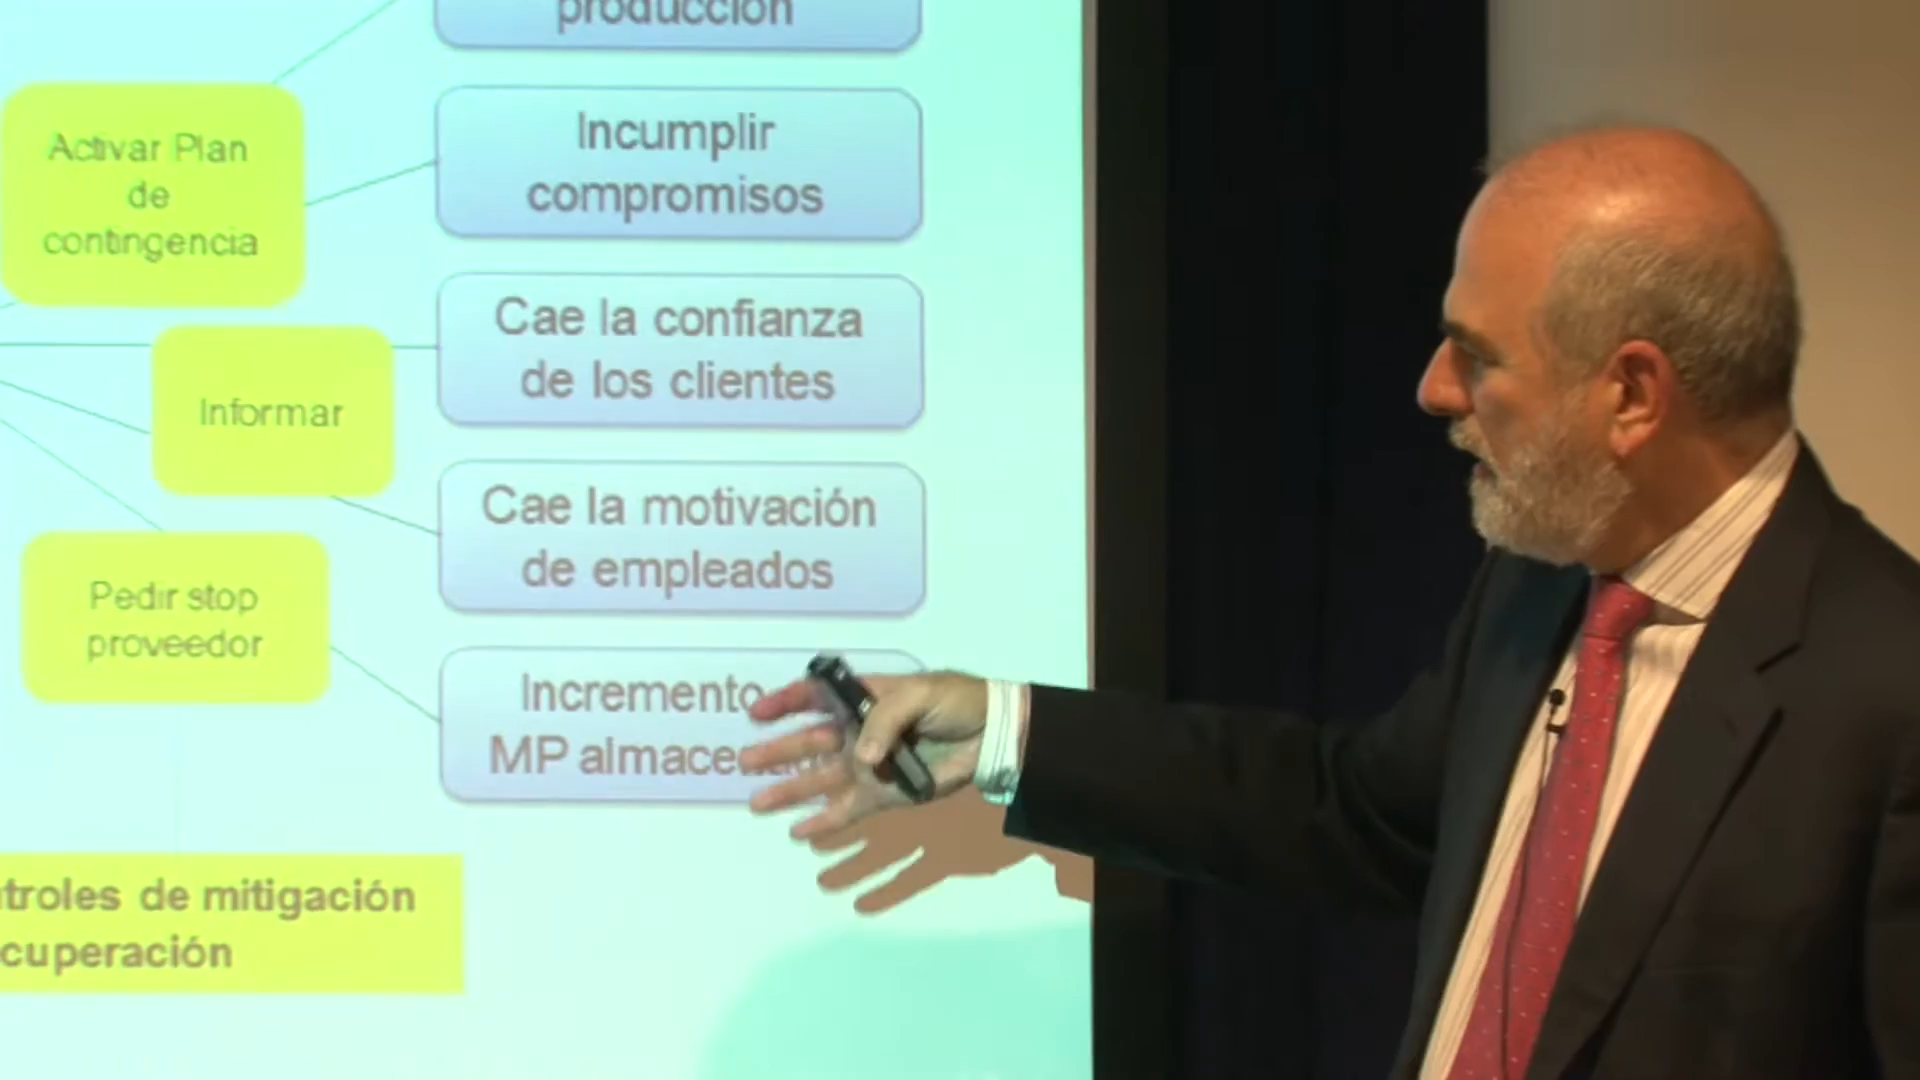 producción
Incumplir
compromisos
Activar Plan
de
contingencia
Cae la confianza
de los clientes
Informar
Cae la motivación
de empleados
Pedir stop
proveedor
Incremento
MP
troles de mitigación
cuperación